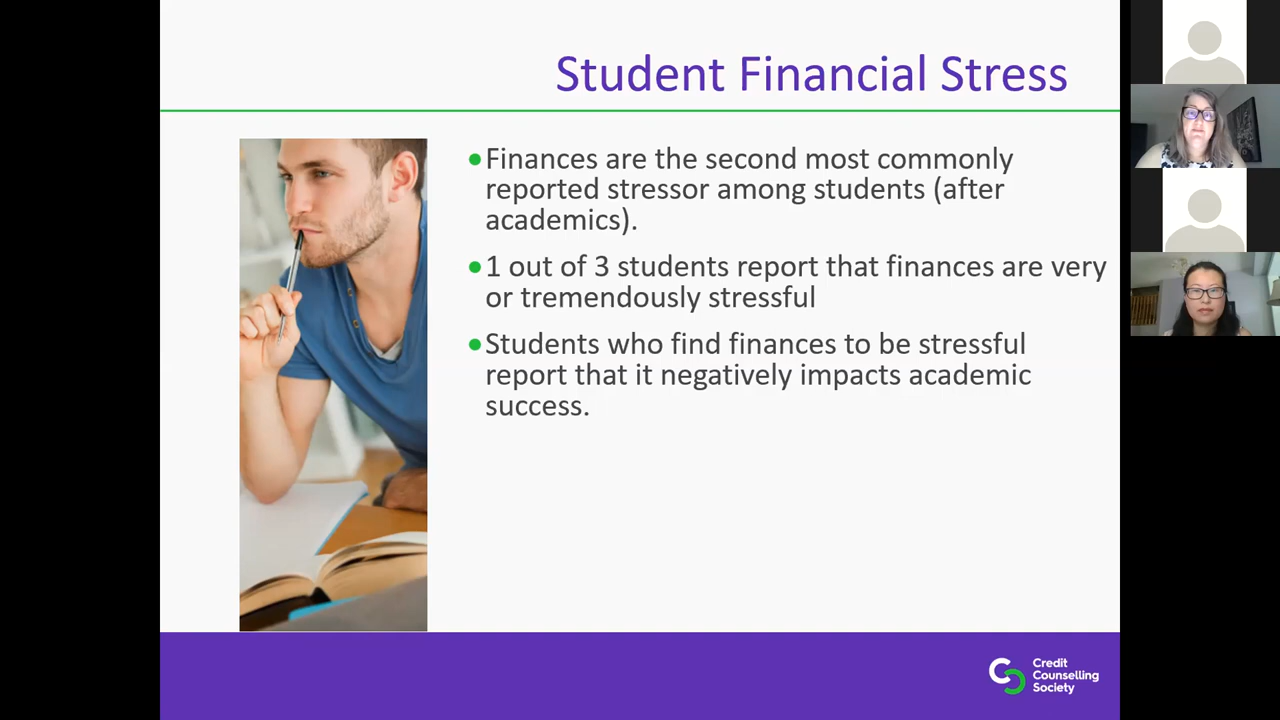 Student Financial Stress
•Finances are the second most commonly
reported stressor among students (after
academics).
•1 out of 3 students report that finances are very
or tremendously stressful
•Students who find finances to be stressful
report that it negatively impacts academic
success.
Credit
Counselling
Society